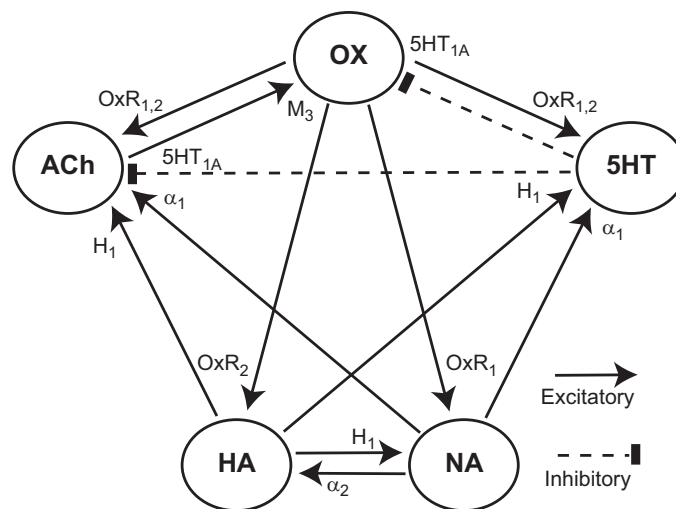 OX
5HT1A
OxR1,2
OxR1,2
M3
ACh
5HT1A
5HT
α1
H1
H1
α1
OxR2
OxR1
Excitatory
HA
H1
NA
α2
Inhibitory